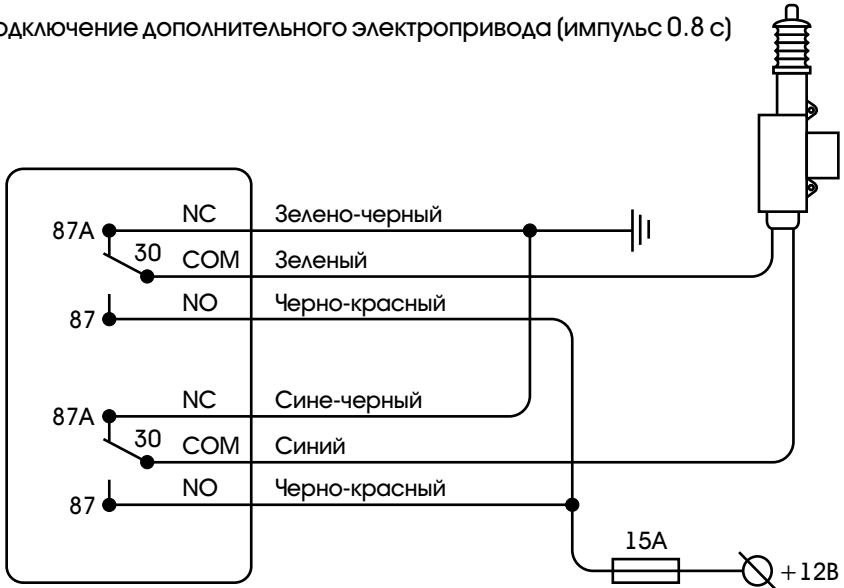 одключение дополнительного электропривода (импульс 0.8 с)
87A NC Зелено-черный
30 COM Зеленый
87 NO Черно-красный
87A NC Сине-черный
30 COM Синий
87 NO Черно-красный
15А
+12В